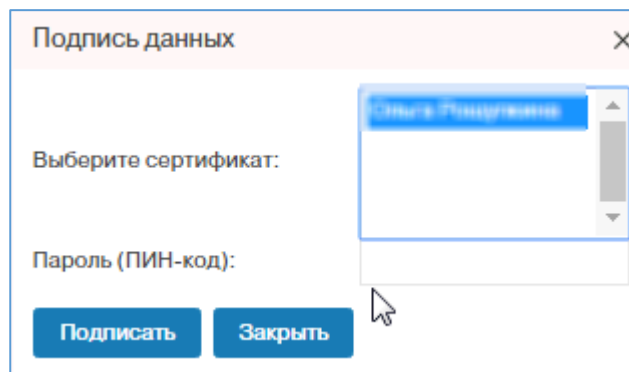 Подпись данных
Выберите сертификат:
Пароль (ПИН-код):
Подписать Закрыть